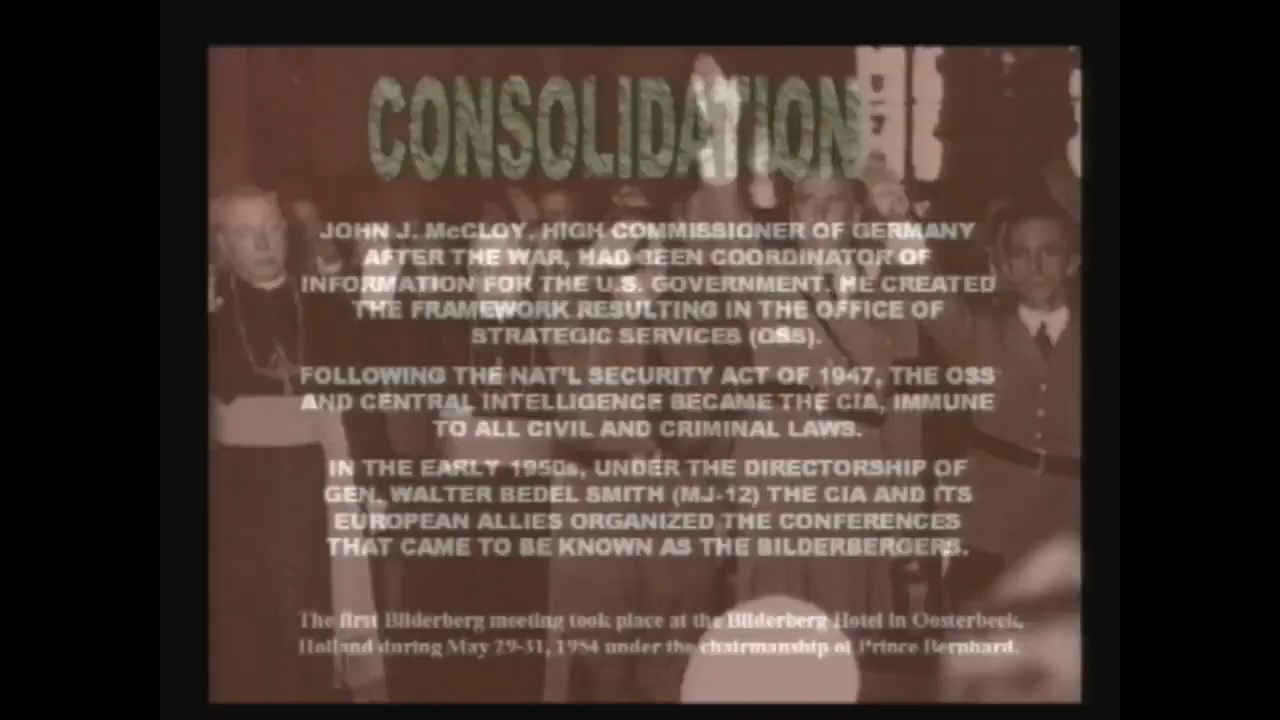 CONSOLIDATION
JOHN J. McCLOY, HIGH COMMISSIONER OF GERMANY
AFTER THE WAR, HAD BEEN COORDINATOR OF
INFORMATION FOR THE U.S. GOVERNMENT. HE CREATED
THE FRAMEWORK RESULTING IN THE OFFICE OF
STRATEGIC SERVICES (OSS).
FOLLOWING THE NAT'L SECURITY ACT OF 1947, THE OSS
AND CENTRAL INTELLIGENCE BECAME THE CIA, IMMUNE
TO ALL CIVIL AND CRIMINAL LAWS.
IN THE EARLY 1950s, UNDER THE DIRECTORSHIP OF
GEN. WALTER BEDEL SMITH (MJ-12) THE CIA AND ITS
EUROPEAN ALLIES ORGANIZED THE CONFERENCES
THAT CAME TO BE KNOWN AS THE BILDERBERGERS.
The first Bilderberg meeting took place at the Bilderberg Hotel in Oosterbeek,
Holland during May 29-31, 1954 under the chairmanship of Prince Bernhard.